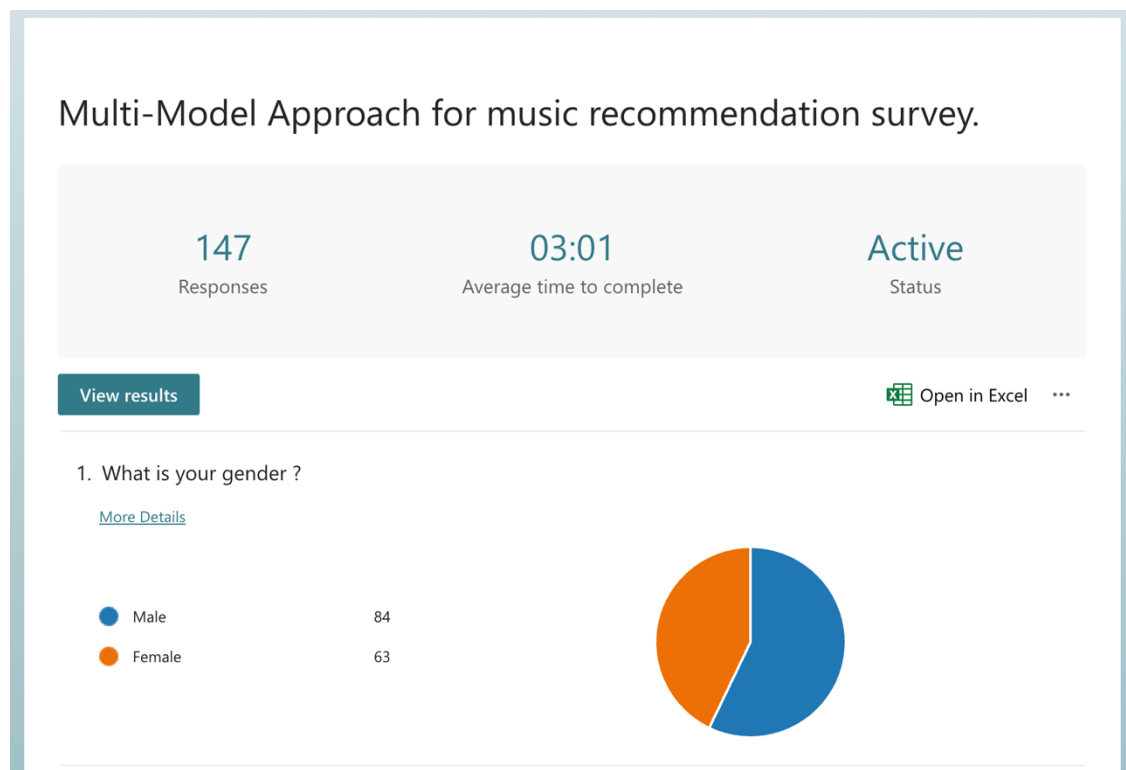 Multi-Model Approach for music recommendation survey.
147
Responses
03:01
Average time to complete
Active
Status
View results
Open in Excel
1. What is your gender ?
More Details
Male 84
Female 63